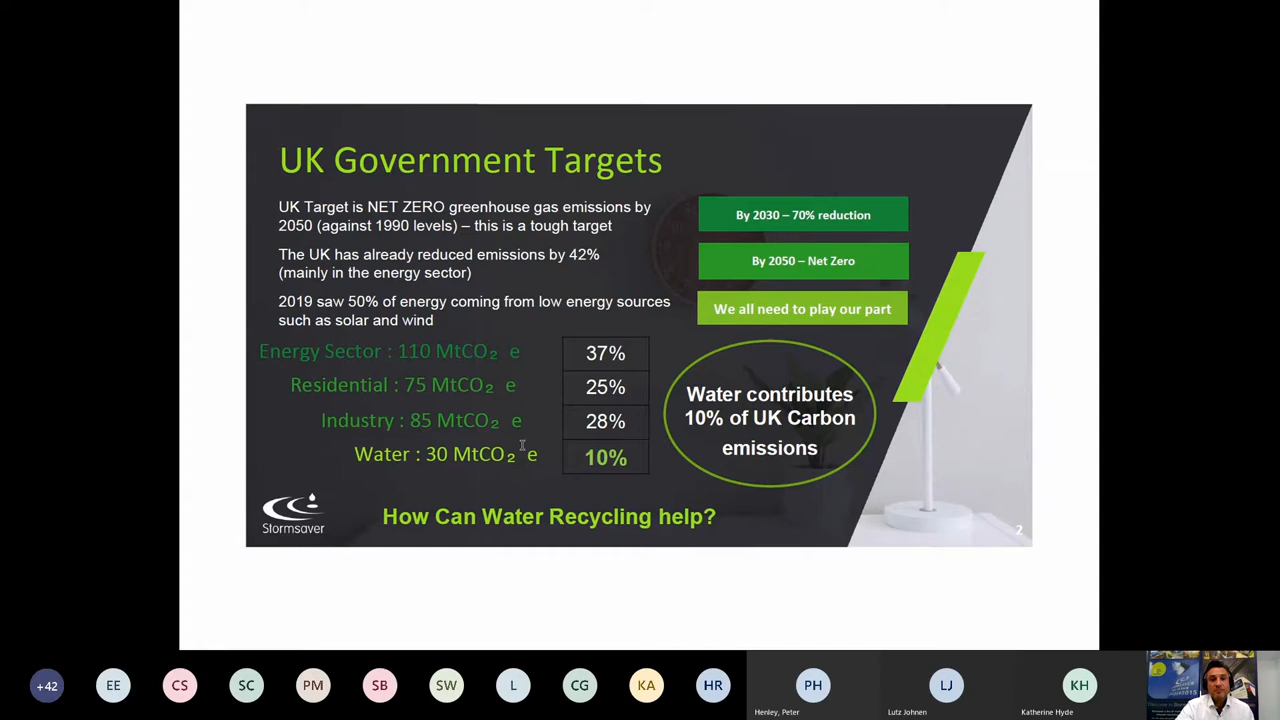 UK Government Targets
UK Target is NET ZERO greenhouse gas emissions by
2050 (against 1990 levels) – this is a tough target
The UK has already reduced emissions by 42%
(mainly in the energy sector)
2019 saw 50% of energy coming from low energy sources
such as solar and wind
By 2030 – 70% reduction
By 2050 – Net Zero
We all need to play our part
Energy Sector : 110 MtCO₂ e 37%
Residential : 75 MtCO₂ e 25%
Industry : 85 MtCO₂ e 28%
Water : 30 MtCO₂ e 10%
Water contributes
10% of UK Carbon
emissions
How Can Water Recycling help?
Stormsaver
2
+42 EE CS SC PM SB SW L CG KA HR PH LJ KH
Henley, Peter
Lutz Johnen
Katherine Hyde